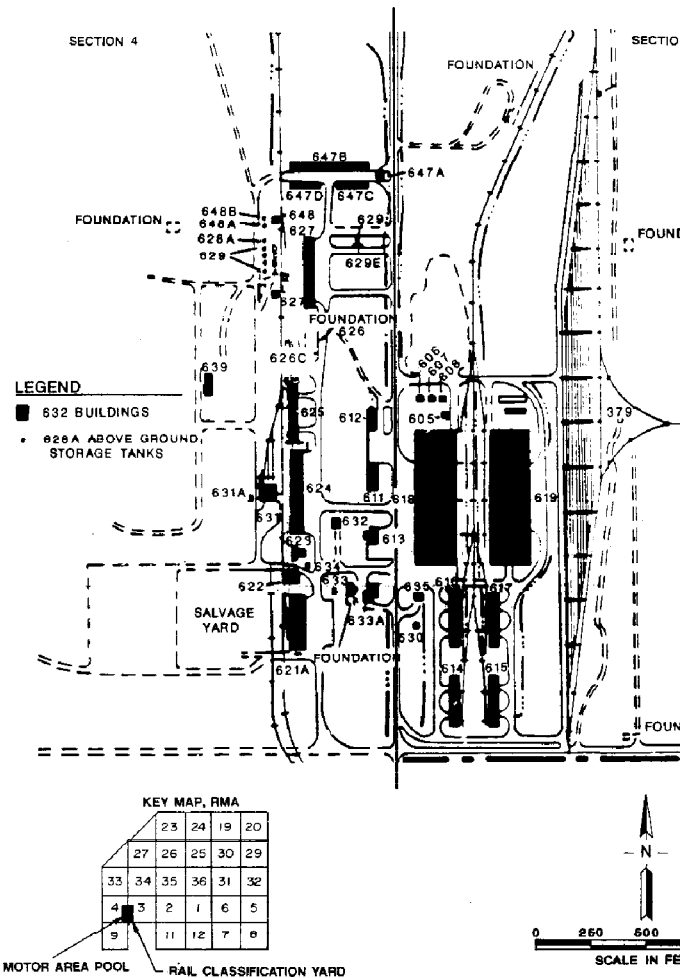 SECTION 4
SECTIO
FOUNDATION
647B
647A
647D
647C
648B
648
648A
FOUNDATION
627
629
628A
629
629E
FOUND
627
FOUNDATION
626
626C
606
607
608
639
LEGEND
632 BUILDINGS
628A ABOVE GROUND
STORAGE TANKS
625
612
605
379
631A
624
611
618
619
631
632
613
623
634
622
633
635
616
617
SALVAGE
YARD
633A
630
FOUNDATION
621A
614
615
FOUN
KEY MAP, RMA
23 24 19 20
27 26 25 30 29
33 34 35 36 31 32
4 3 2 1 6 5
9 11 12 7 8
MOTOR AREA POOL
RAIL CLASSIFICATION YARD
N
0 250 500
SCALE IN FE